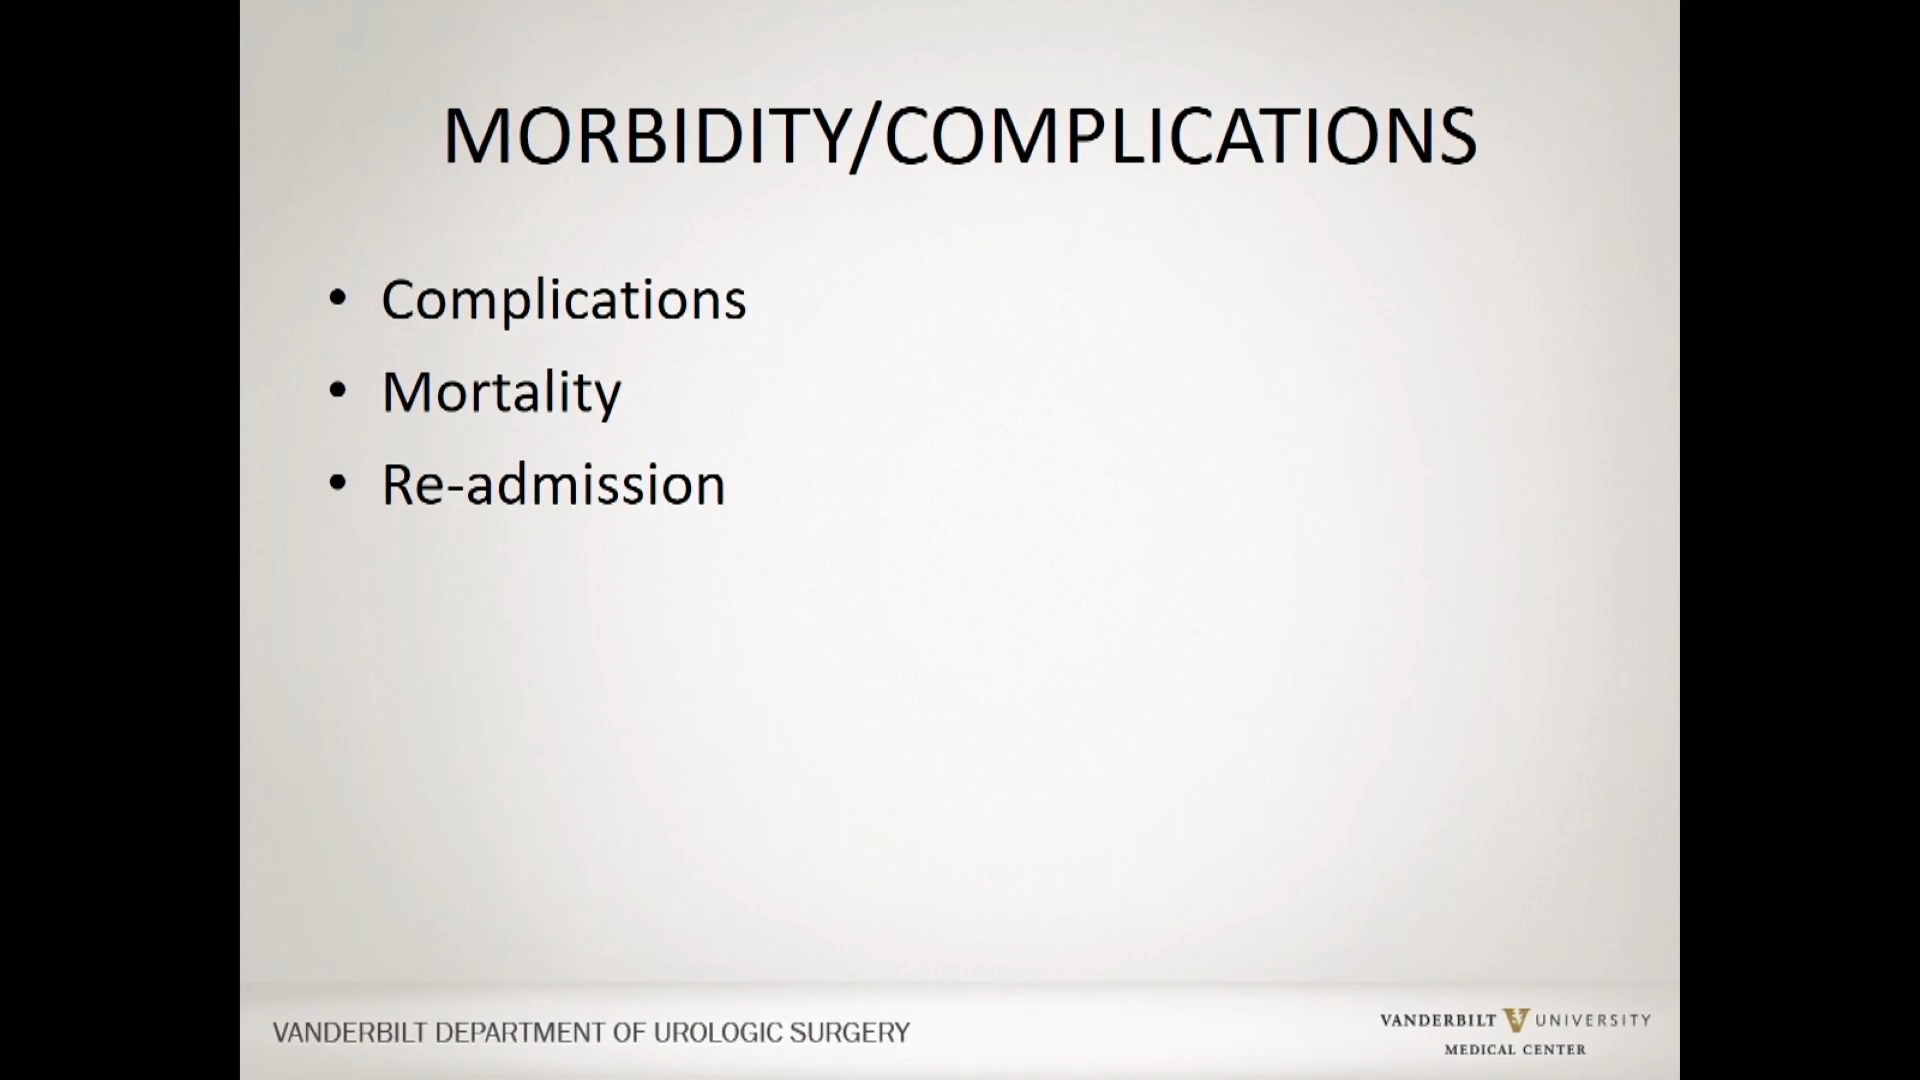 MORBIDITY/COMPLICATIONS
• Complications
• Mortality
• Re-admission
VANDERBILT DEPARTMENT OF UROLOGIC SURGERY
VANDERBILT V UNIVERSITY
MEDICAL CENTER